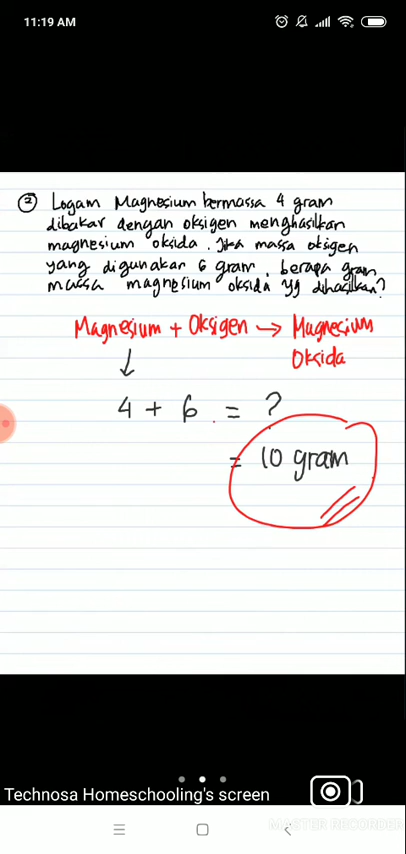 11:19 AM
② Logam Magnesium bermassa 4 gram
dibakar dengan oksigen menghasilkan
magnesium oksida. Jika massa oksigen
yang digunakan 6 gram, berapa gram
massa magnesium oksida yg dihasilkan?
Magnesium + Oksigen → Magnesium
Oksida
↓
4 + 6 = ?
= 10 gram
Technosa Homeschooling's screen
MASTER RECORDER